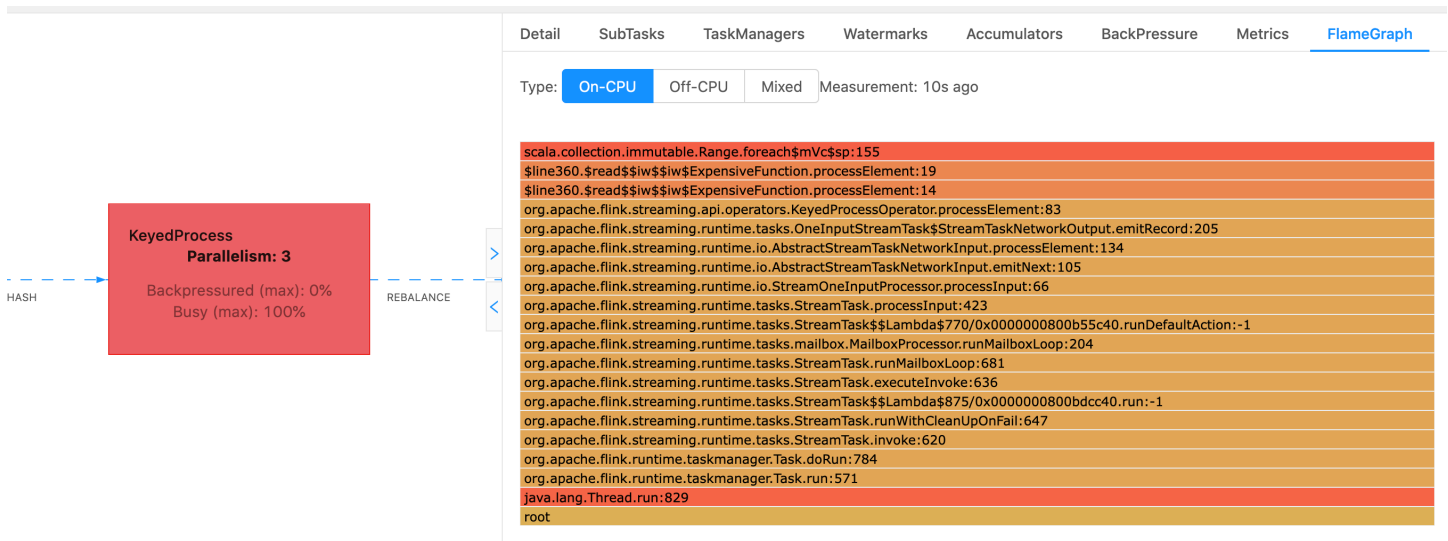 Detail SubTasks TaskManagers Watermarks Accumulators BackPressure Metrics FlameGraph
Type: On-CPU Off-CPU Mixed Measurement: 10s ago
KeyedProcess
Parallelism: 3
Backpressured (max): 0%
Busy (max): 100%
HASH
REBALANCE
scala.collection.immutable.Range.foreach$mVc$sp:155
$line360.$read$$iw$$iw$ExpensiveFunction.processElement:19
$line360.$read$$iw$$iw$ExpensiveFunction.processElement:14
org.apache.flink.streaming.api.operators.KeyedProcessOperator.processElement:83
org.apache.flink.streaming.runtime.tasks.OneInputStreamTask$StreamTaskNetworkOutput.emitRecord:205
org.apache.flink.streaming.runtime.io.AbstractStreamTaskNetworkInput.processElement:134
org.apache.flink.streaming.runtime.io.AbstractStreamTaskNetworkInput.emitNext:105
org.apache.flink.streaming.runtime.io.StreamOneInputProcessor.processInput:66
org.apache.flink.streaming.runtime.tasks.StreamTask.processInput:423
org.apache.flink.streaming.runtime.tasks.StreamTask$$Lambda$770/0x0000000800b55c40.runDefaultAction:-1
org.apache.flink.streaming.runtime.tasks.mailbox.MailboxProcessor.runMailboxLoop:204
org.apache.flink.streaming.runtime.tasks.StreamTask.runMailboxLoop:681
org.apache.flink.streaming.runtime.tasks.StreamTask.executeInvoke:636
org.apache.flink.streaming.runtime.tasks.StreamTask$$Lambda$875/0x0000000800bdcc40.run:-1
org.apache.flink.streaming.runtime.tasks.StreamTask.runWithCleanUpOnFail:647
org.apache.flink.streaming.runtime.tasks.StreamTask.invoke:620
org.apache.flink.runtime.taskmanager.Task.doRun:784
org.apache.flink.runtime.taskmanager.Task.run:571
java.lang.Thread.run:829
root